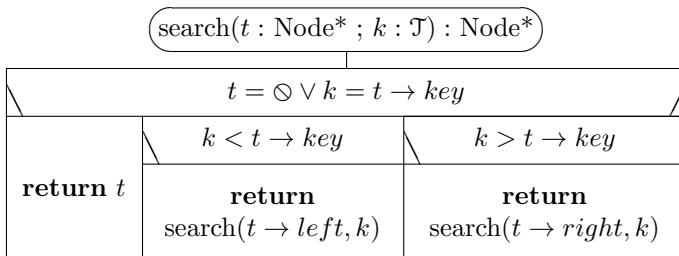 search(t : Node* ; k : 𝒯) : Node*
t = ⊘ ∨ k = t → key
k < t → key
k > t → key
return t
return
search(t → left, k)
return
search(t → right, k)